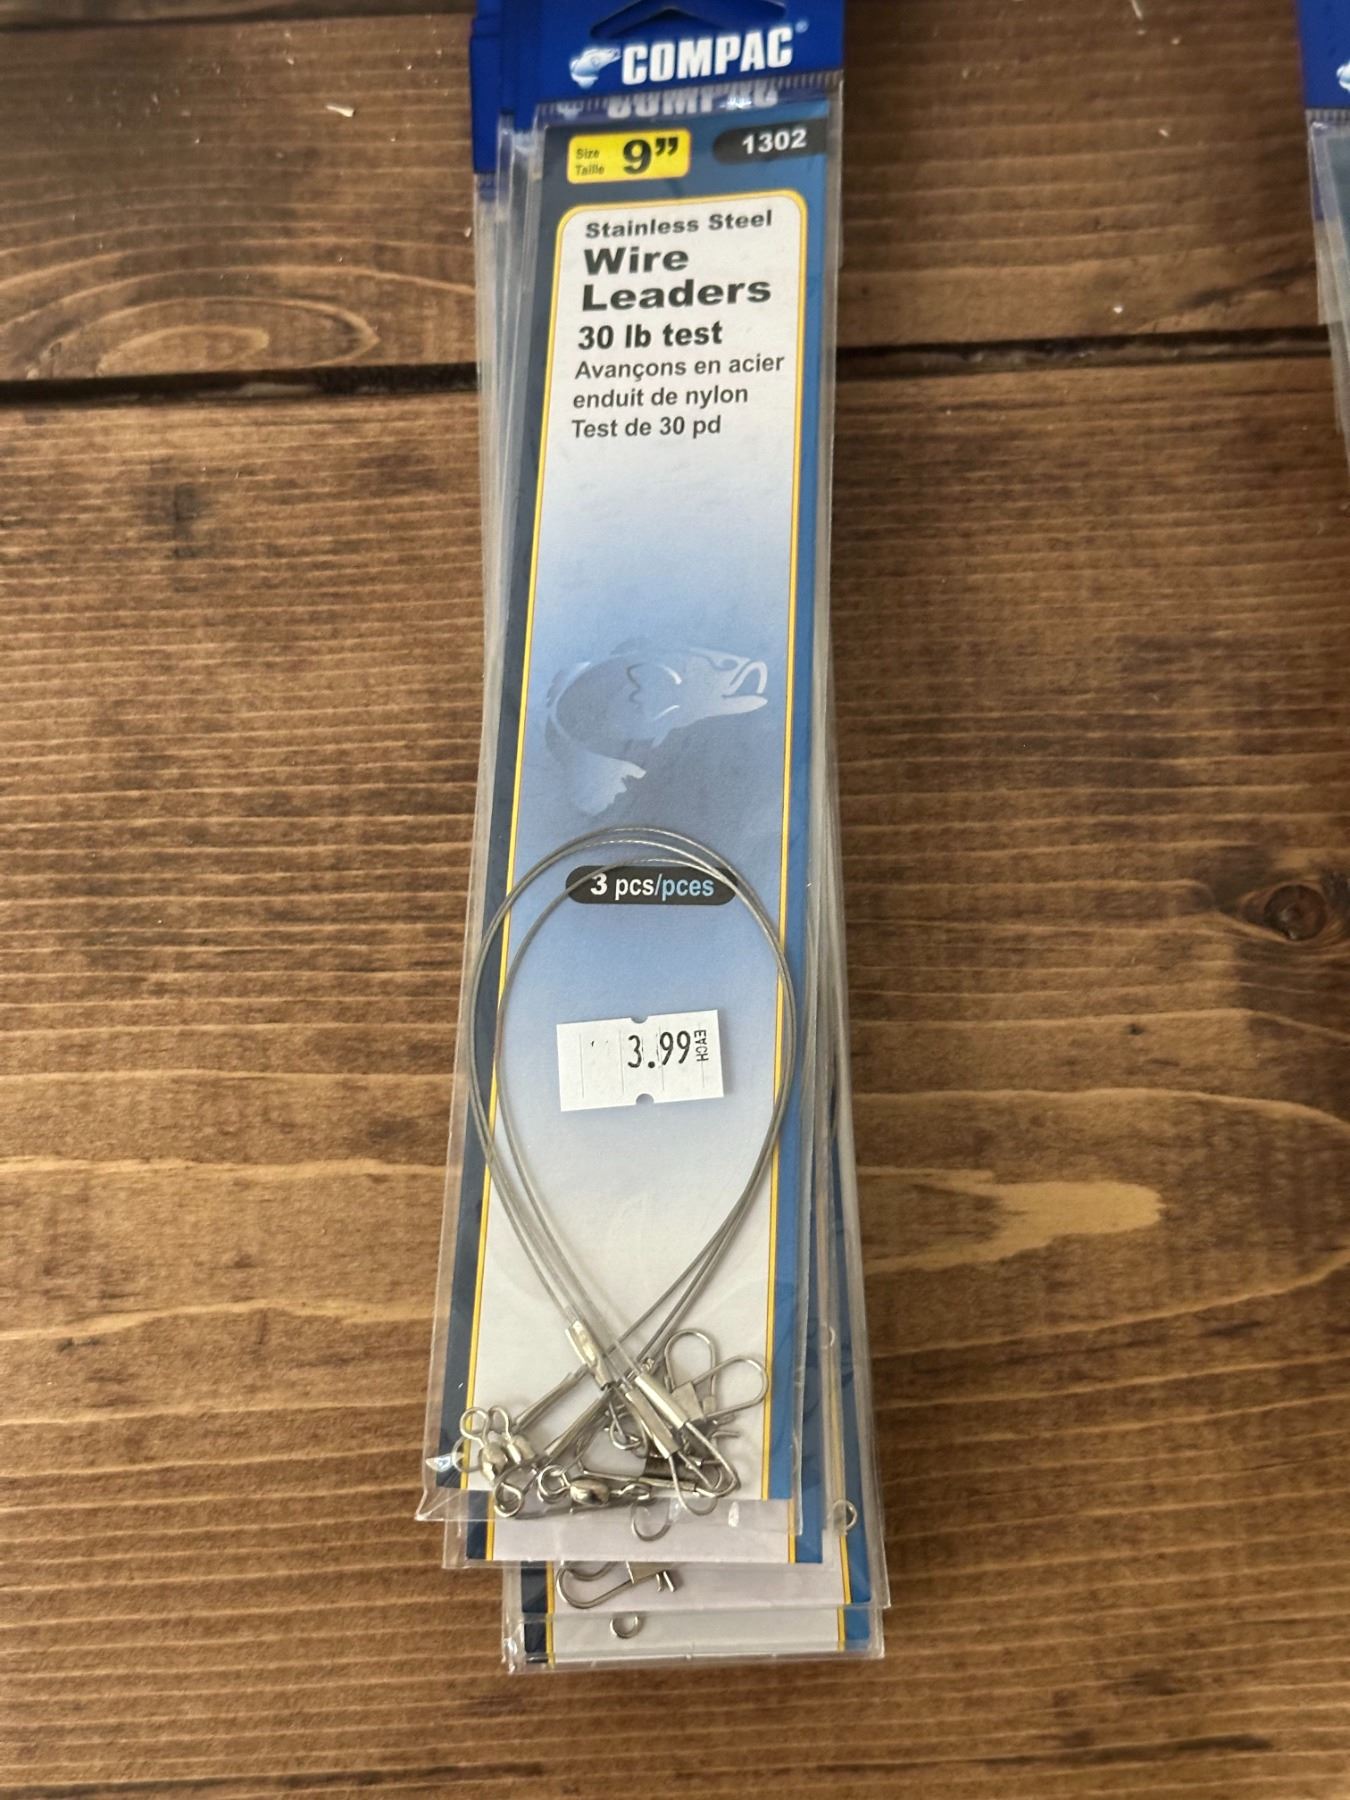 COMPAC®
COMPAC
Size
Taille
9”
1302
Stainless Steel
Wire
Leaders
30 lb test
Avançons en acier
enduit de nylon
Test de 30 pd
3 pcs/pces
3.99 EACH